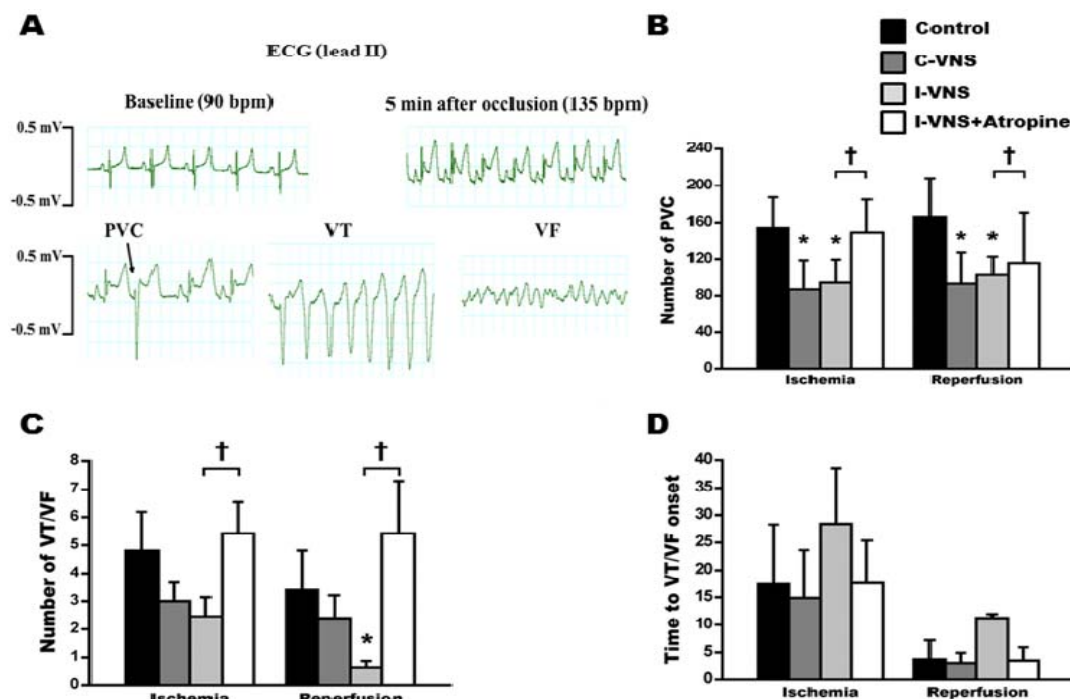 A
ECG (lead II)
Baseline (90 bpm)
5 min after occlusion (135 bpm)
0.5 mV
-0.5 mV
PVC
VT
VF
0.5 mV
-0.5 mV
B
Control
C-VNS
I-VNS
I-VNS+Atropine
Number of PVC
240
200
160
120
80
40
0
* * †
* * †
Ischemia
Reperfusion
C
Number of VT/VF
8
7
6
5
4
3
2
1
0
†
* †
Ischemia
Reperfusion
D
Time to VT/VF onset
40
35
30
25
20
15
10
5
0
Ischemia
Reperfusion